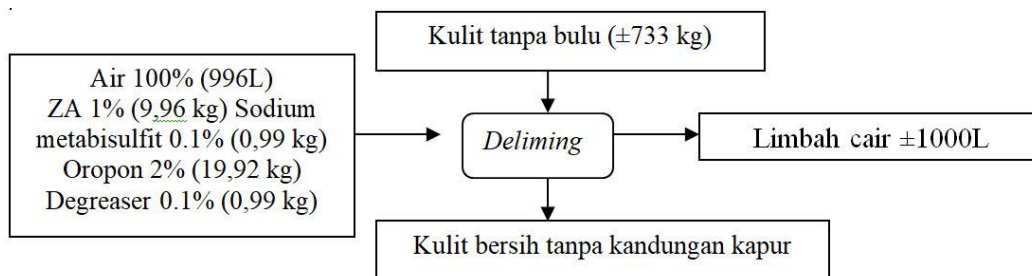 .
Kulit tanpa bulu (±733 kg)
Air 100% (996L)
ZA 1% (9,96 kg) Sodium
metabisulfit 0.1% (0,99 kg)
Oropon 2% (19,92 kg)
Degreaser 0.1% (0,99 kg)
Deliming
Limbah cair ±1000L
Kulit bersih tanpa kandungan kapur